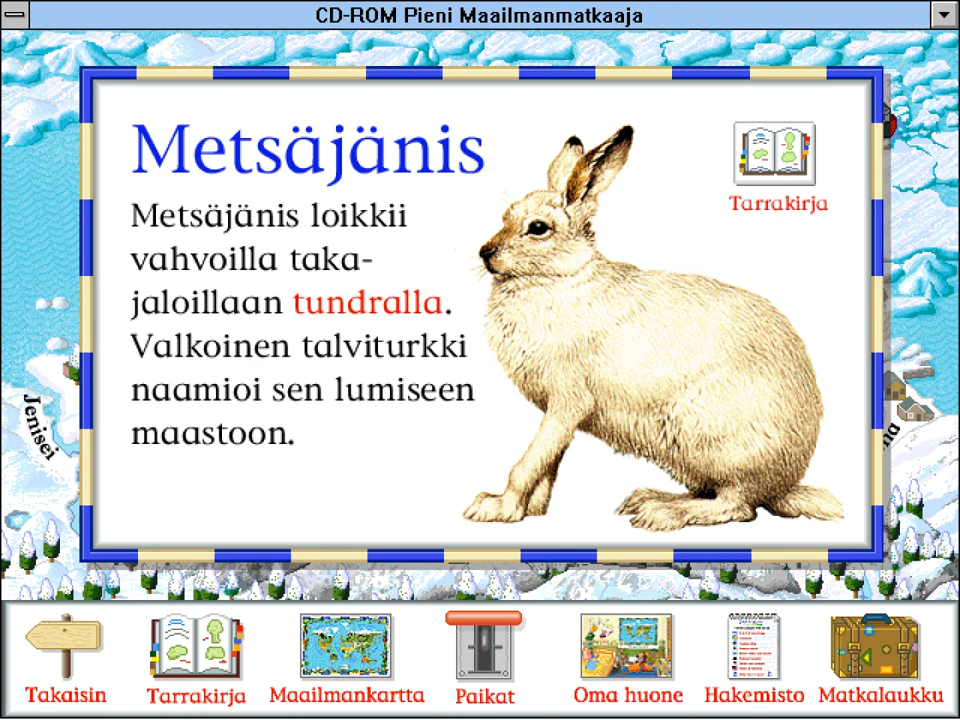 CD-ROM Pieni Maailmanmatkaaja
Metsäjänis
Metsäjänis loikkii
vahvoilla taka-
jaloillaan tundralla.
Valkoinen talviturkki
naamioi sen lumiseen
maastoon.
Tarrakirja
Jenisei
na
Takaisin
Tarrakirja
Maailmankartta
Paikat
Oma huone
Hakemisto
Matkalaukku